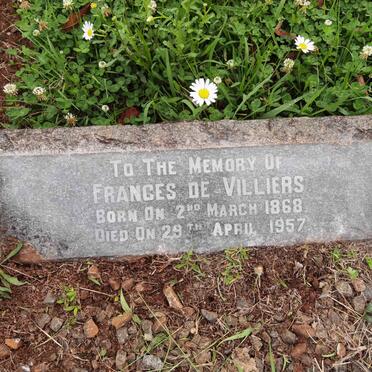 To The Memory Of
Frances De Villiers
Born On 2nd March 1868.
Died On 29th April 1957.